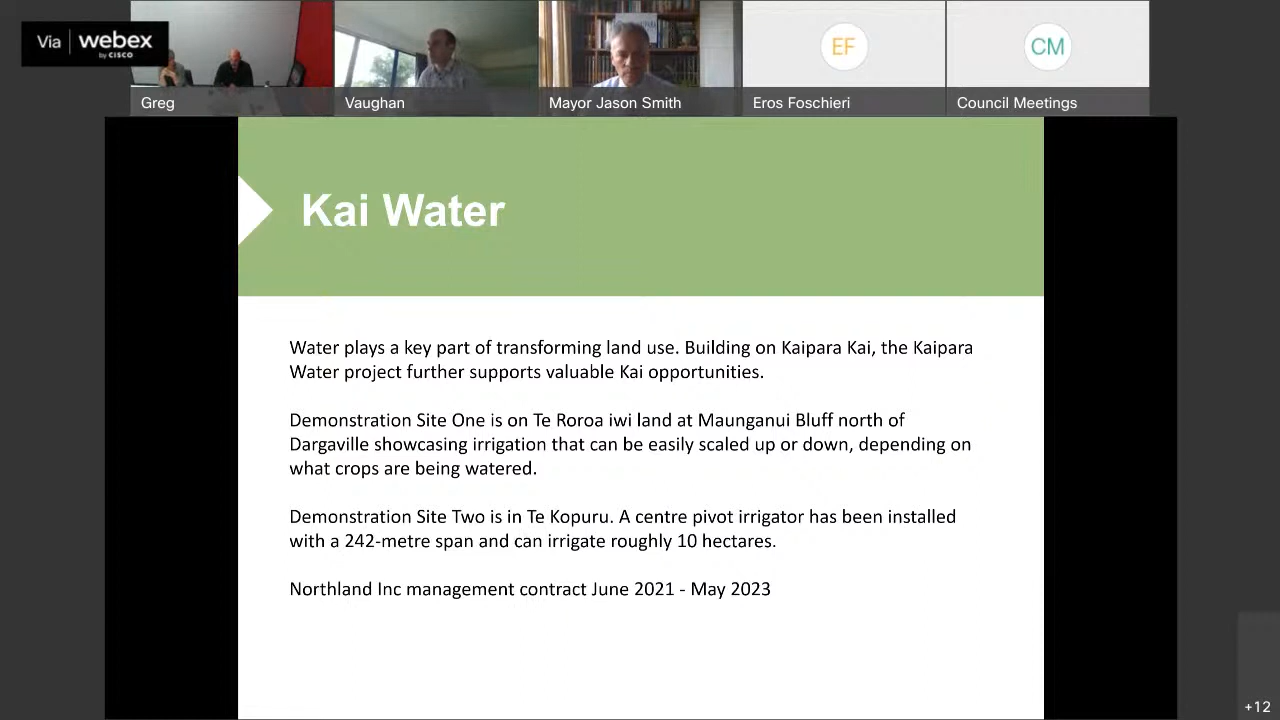 Via webex
by CISCO
Greg
Vaughan
Mayor Jason Smith
EF
Eros Foschieri
CM
Council Meetings
Kai Water
Water plays a key part of transforming land use. Building on Kaipara Kai, the Kaipara
Water project further supports valuable Kai opportunities.
Demonstration Site One is on Te Roroa iwi land at Maunganui Bluff north of
Dargaville showcasing irrigation that can be easily scaled up or down, depending on
what crops are being watered.
Demonstration Site Two is in Te Kopuru. A centre pivot irrigator has been installed
with a 242-metre span and can irrigate roughly 10 hectares.
Northland Inc management contract June 2021 - May 2023
+12